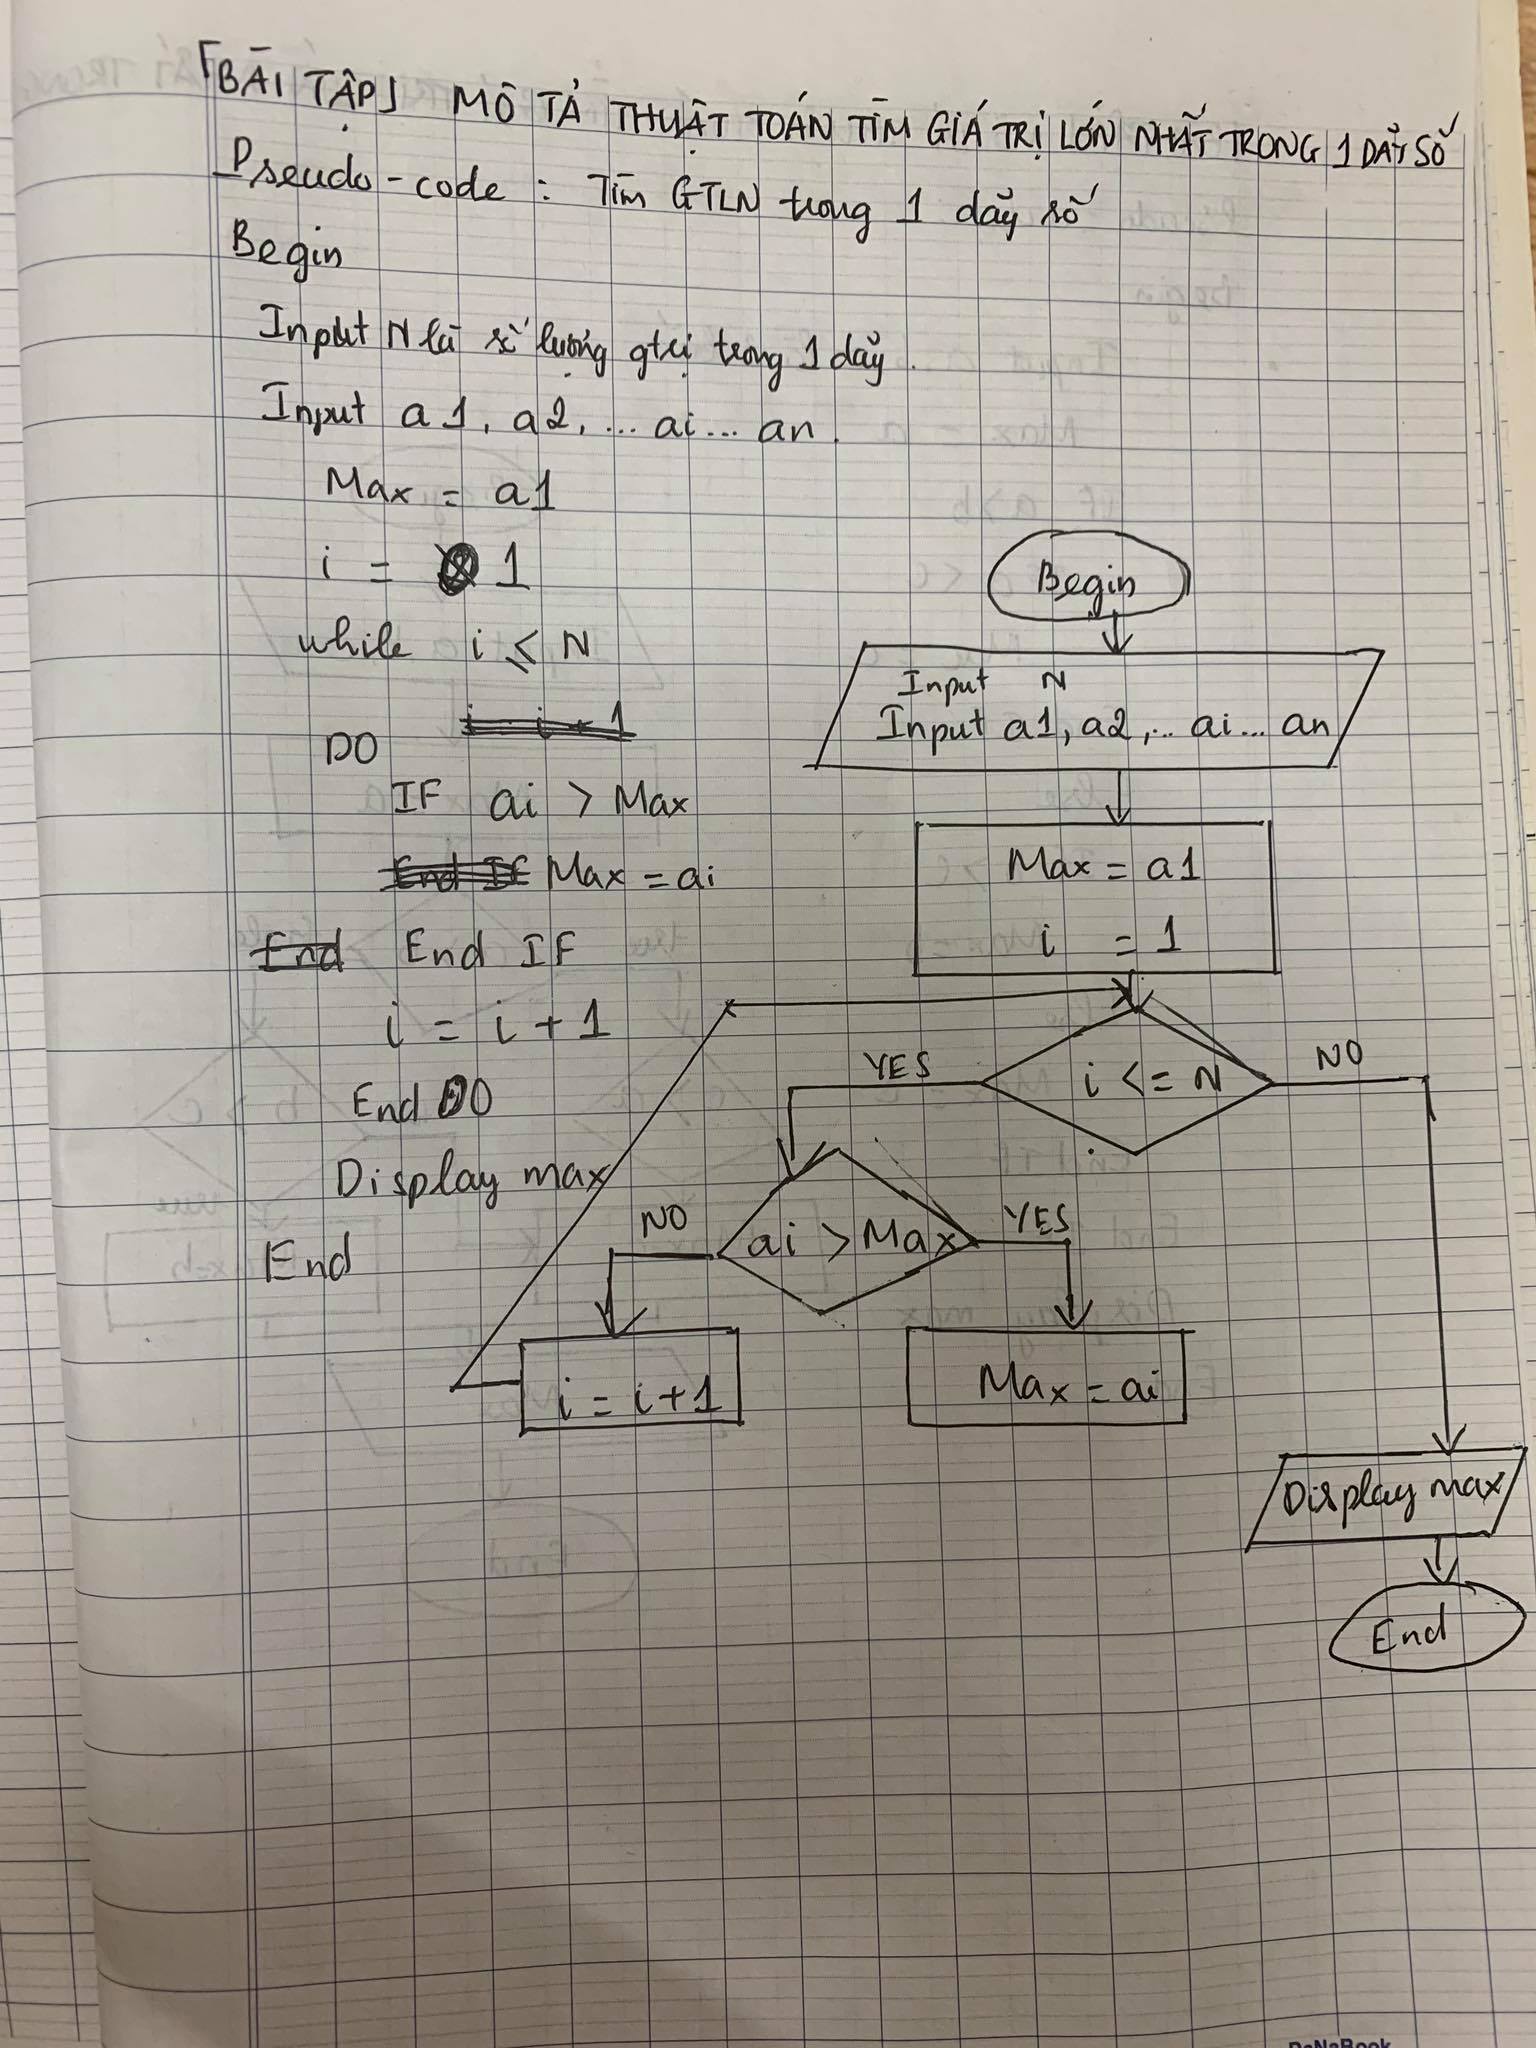 「BÀI TẬP」 MÔ TẢ THUẬT TOÁN TÌM GIÁ TRỊ LỚN NHẤT TRONG 1 DÃY SỐ
Pseudo-code : Tìm GTLN trong 1 dãy số
Begin
Input N là số lượng gtrị trong 1 dãy.
Input a1, a2, ... ai... an.
Max = a1
i = 1
while i ≤ N
DO
IF ai > Max
End IF Max = ai
End End IF
i = i + 1
End DO
Display max
End
Begin
Input N
Input a1, a2,... ai... an
Max = a1
i = 1
i <= N
YES
NO
ai > Max
NO
YES
i = i+1
Max = ai
Display max
End